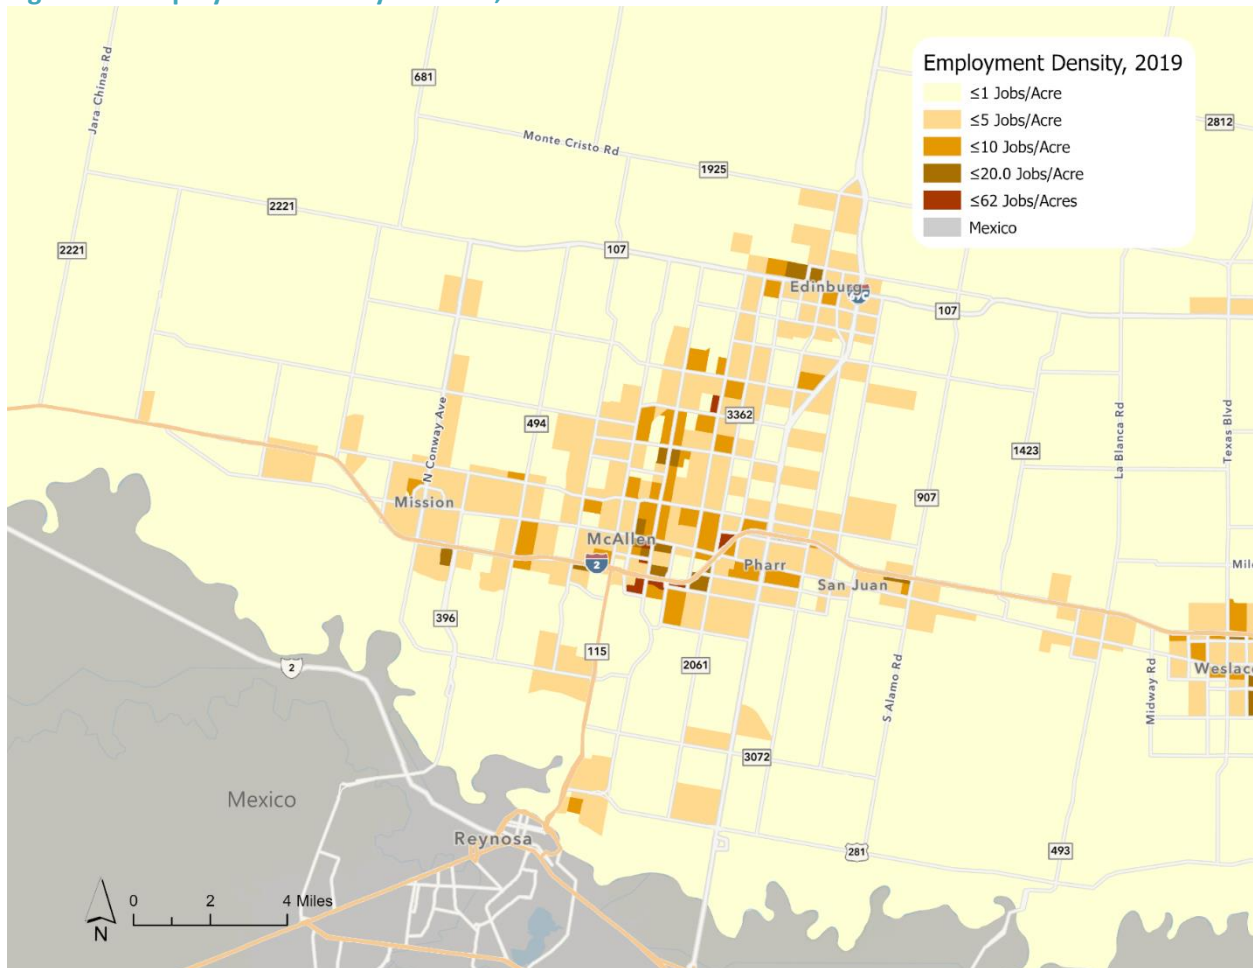 Employment Density, 2019
≤1 Jobs/Acre
≤5 Jobs/Acre
≤10 Jobs/Acre
≤20.0 Jobs/Acre
≤62 Jobs/Acres
Mexico
Jara Chinas Rd
681
Monte Cristo Rd
1925
2812
2221
2221
107
Edinburg
107
N Conway Ave
494
3362
1423
La Blanca Rd
Texas Blvd
Mission
907
McAllen
2
Pharr
San Juan
Mil
396
115
2061
2
S Alamo Rd
Midway Rd
Weslaco
3072
Mexico
Reynosa
281
493
N
0 2 4 Miles